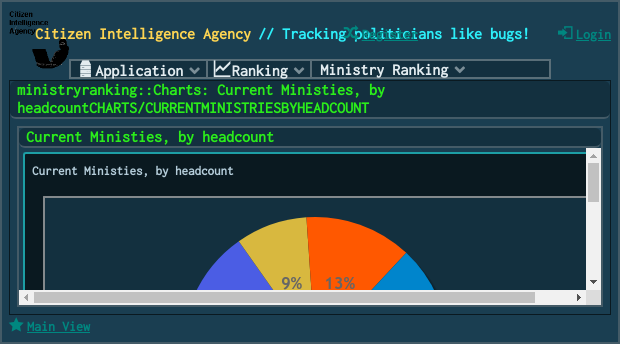 Citizen
Intelligence
Agency
Citizen Intelligence Agency // Tracking politicians like bugs!
Register
Login
Application
Ranking
Ministry Ranking
ministryranking::Charts: Current Ministies, by
headcountCHARTS/CURRENTMINISTRIESBYHEADCOUNT
Current Ministies, by headcount
Current Ministies, by headcount
9%
13%
Main View